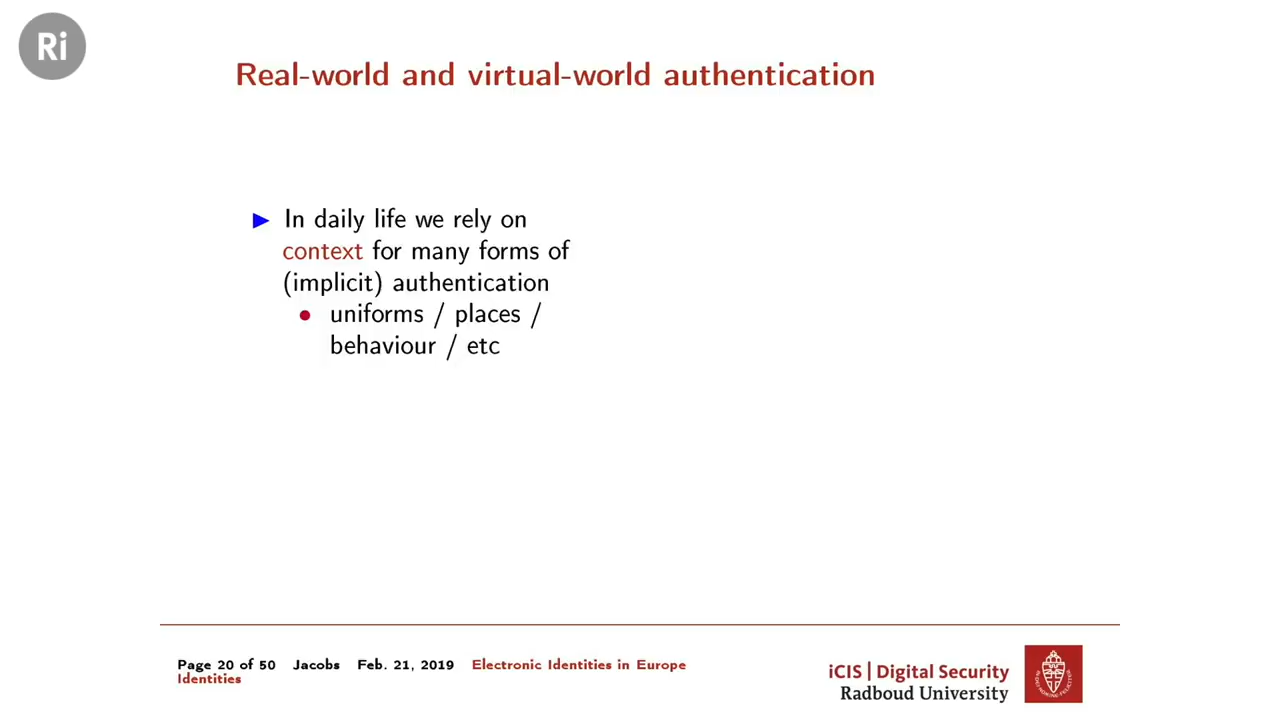 Ri
Real-world and virtual-world authentication
▶ In daily life we rely on
context for many forms of
(implicit) authentication
• uniforms / places /
behaviour / etc
Page 20 of 50 Jacobs Feb. 21, 2019 Electronic Identities in Europe
Identities
iCIS | Digital Security
Radboud University